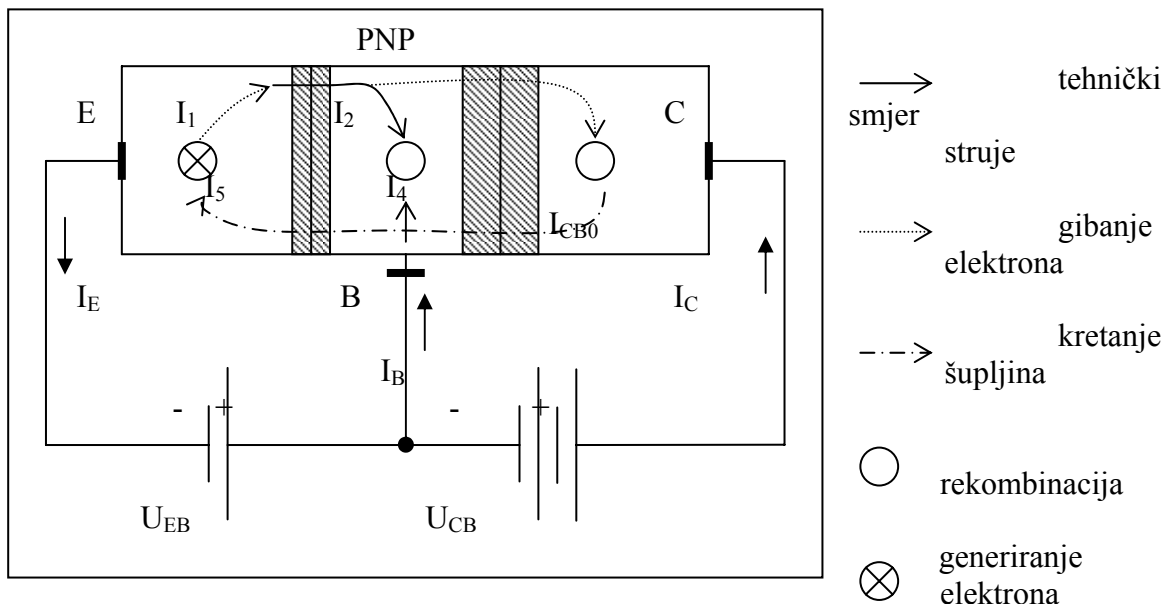 PNP
E
I1
I2
C
I5
I4
ICB0
IE
B
IC
IB
- +
- +
UEB
UCB
tehnički
smjer
struje
gibanje
elektrona
kretanje
šupljina
rekombinacija
generiranje
elektrona